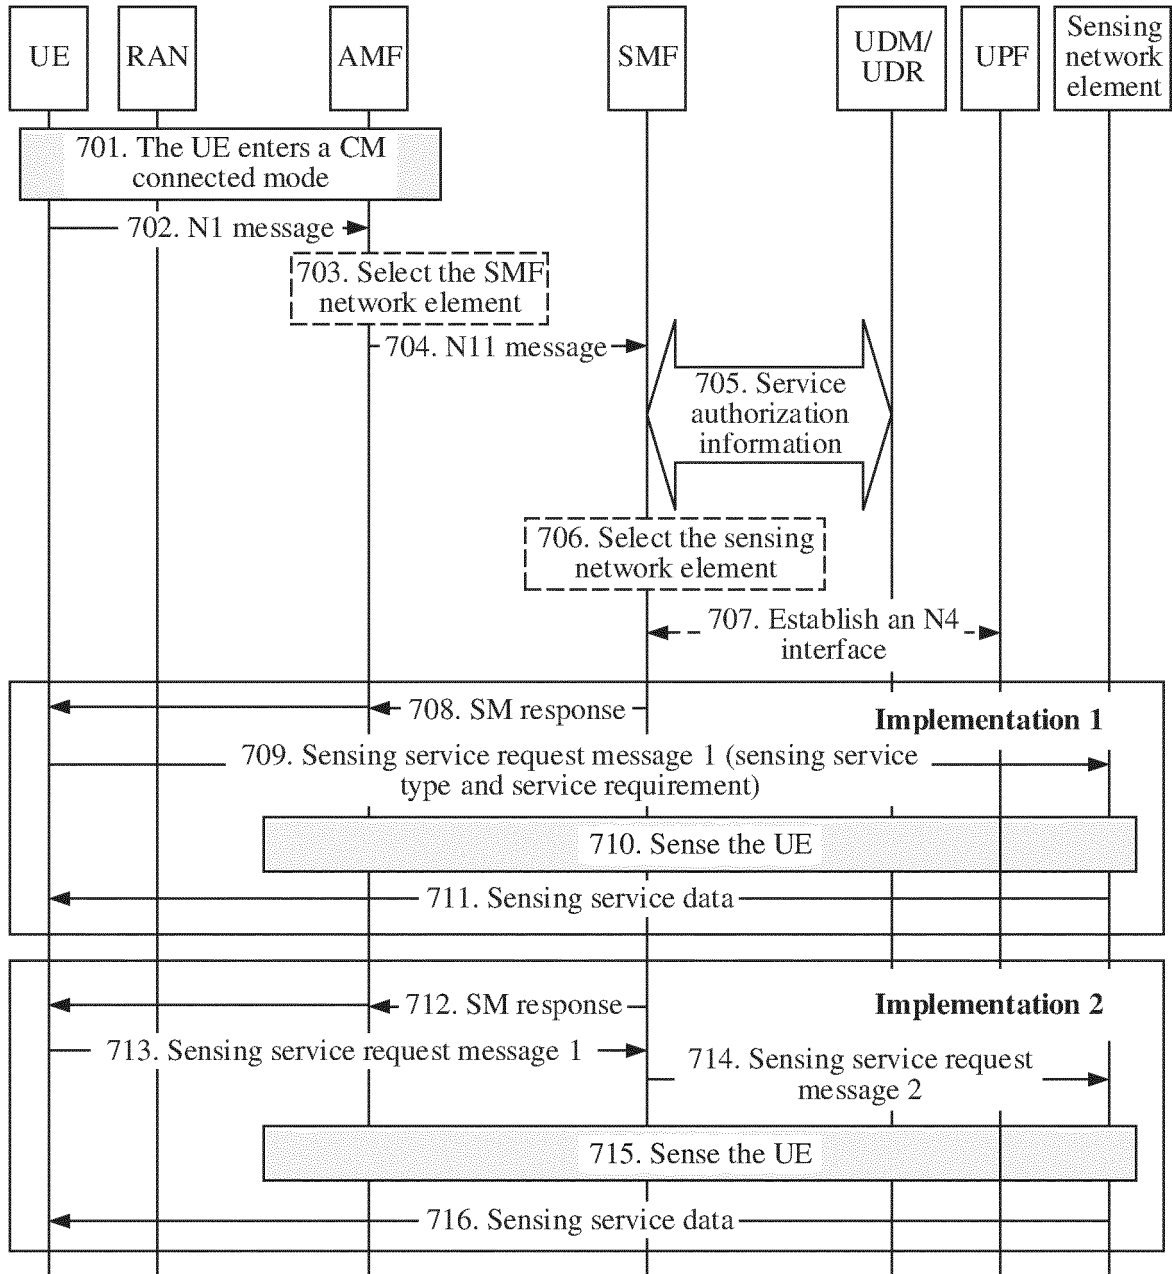 UE
RAN
AMF
SMF
UDM/
UDR
UPF
Sensing
network
element
701. The UE enters a CM
connected mode
702. N1 message
703. Select the SMF
network element
704. N11 message
705. Service
authorization
information
706. Select the sensing
network element
707. Establish an N4
interface
708. SM response
Implementation 1
709. Sensing service request message 1 (sensing service
type and service requirement)
710. Sense the UE
711. Sensing service data
712. SM response
Implementation 2
713. Sensing service request message 1
714. Sensing service request
message 2
715. Sense the UE
716. Sensing service data